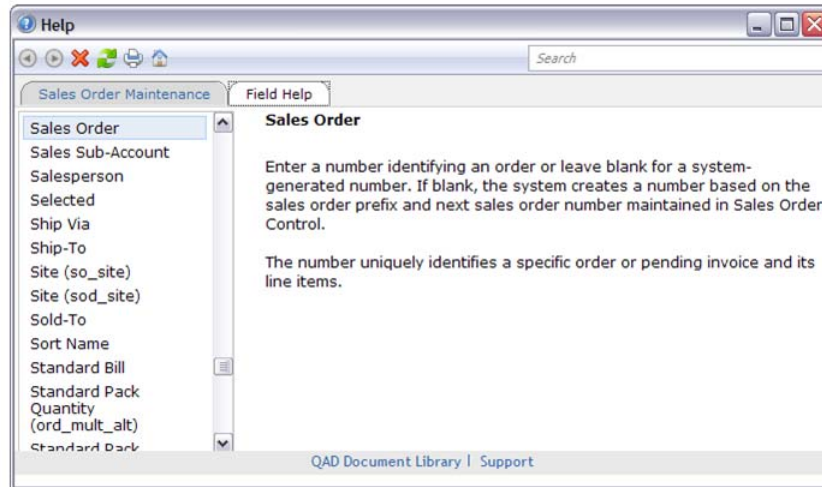 Help
Search
Sales Order Maintenance
Field Help
Sales Order
Sales Sub-Account
Salesperson
Selected
Ship Via
Ship-To
Site (so_site)
Site (sod_site)
Sold-To
Sort Name
Standard Bill
Standard Pack
Quantity
(ord_mult_alt)
Standard Pack
Sales Order
Enter a number identifying an order or leave blank for a system-
generated number. If blank, the system creates a number based on the
sales order prefix and next sales order number maintained in Sales Order
Control.
The number uniquely identifies a specific order or pending invoice and its
line items.
QAD Document Library | Support